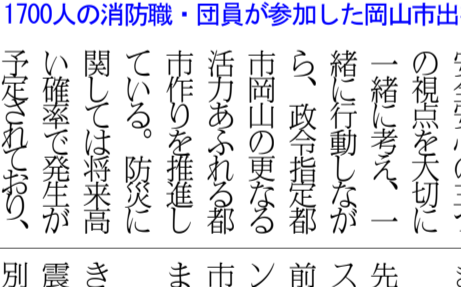 1700人の消防職・団員が参加した岡山市出
の視点を大切に
一緒に考え、一
緒に行動しなが
ら、政令指定都
市岡山の更なる
活力あふれる都
市作りを推進し
ている。防災に
関しては将来高
い確率で発生が
予定されており、
先
ス
前
ン
市
ま
き
震
別